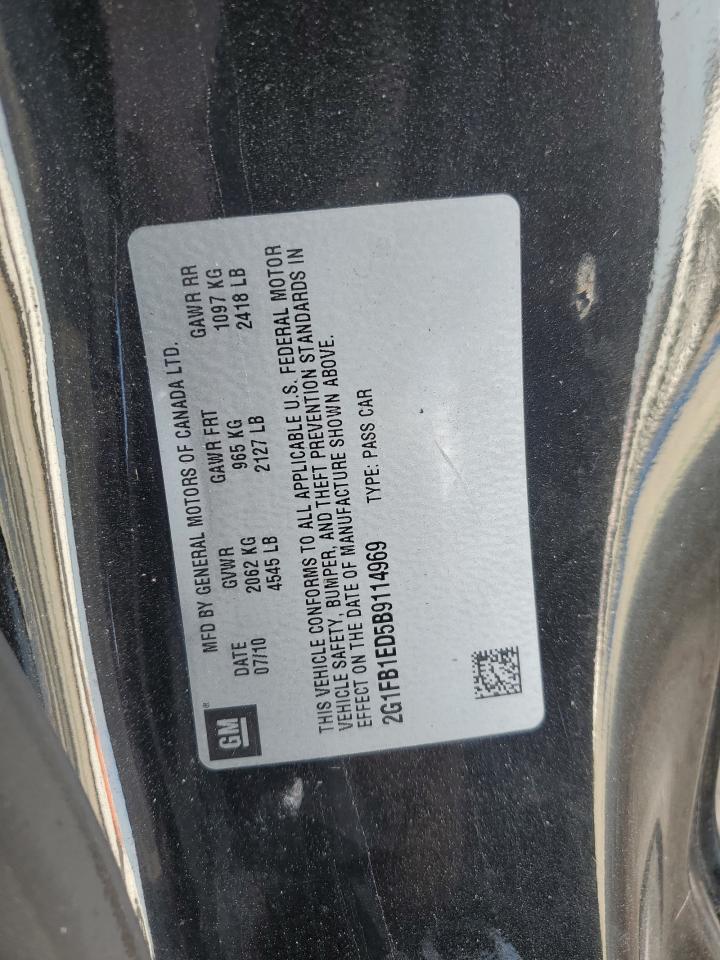 GM®
MFD BY GENERAL MOTORS OF CANADA LTD.
DATE GVWR GAWR FRT GAWR RR
07/10 2062 KG 965 KG 1097 KG
4545 LB 2127 LB 2418 LB
THIS VEHICLE CONFORMS TO ALL APPLICABLE U.S. FEDERAL MOTOR
VEHICLE SAFETY, BUMPER, AND THEFT PREVENTION STANDARDS IN
EFFECT ON THE DATE OF MANUFACTURE SHOWN ABOVE.
2G1FB1ED5B9114969 TYPE: PASS CAR